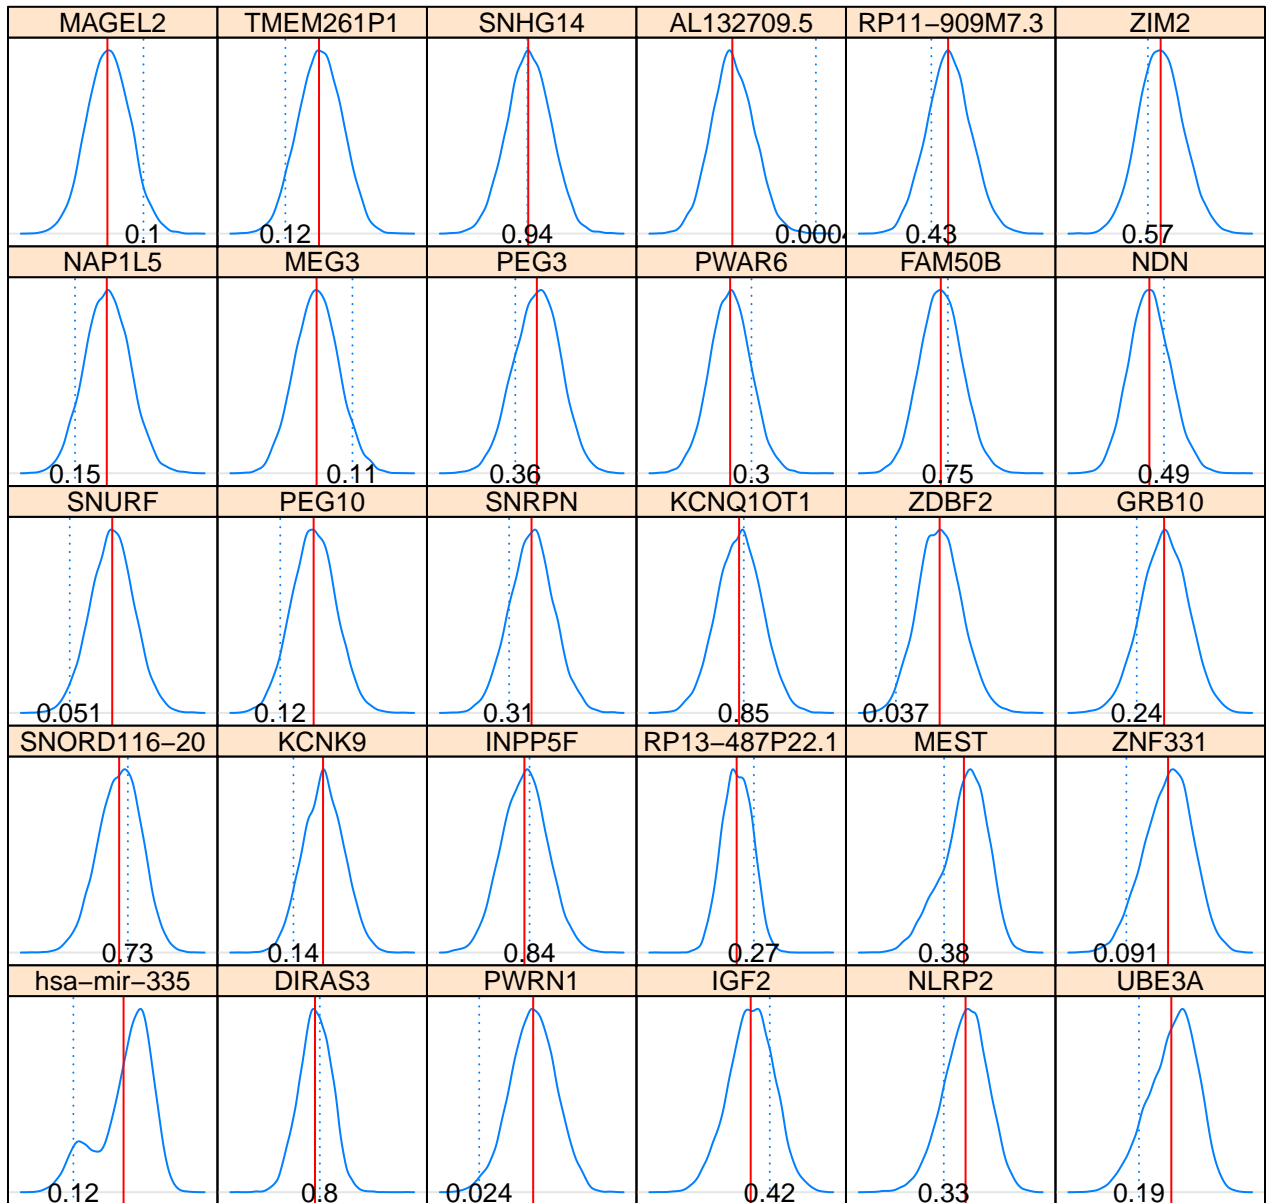 MAGEL2 TMEM261P1 SNHG14 AL132709.5 RP11−909M7.3 ZIM2
0.1 0.12 0.94 0.000 0.43 0.57
NAP1L5 MEG3 PEG3 PWAR6 FAM50B NDN
0.15 0.11 0.36 0.3 0.75 0.49
SNURF PEG10 SNRPN KCNQ1OT1 ZDBF2 GRB10
0.051 0.12 0.31 0.85 0.037 0.24
SNORD116−20 KCNK9 INPP5F RP13−487P22.1 MEST ZNF331
0.73 0.14 0.84 0.27 0.38 0.091
hsa−mir−335 DIRAS3 PWRN1 IGF2 NLRP2 UBE3A
0.12 0.8 0.024 0.42 0.33 0.19